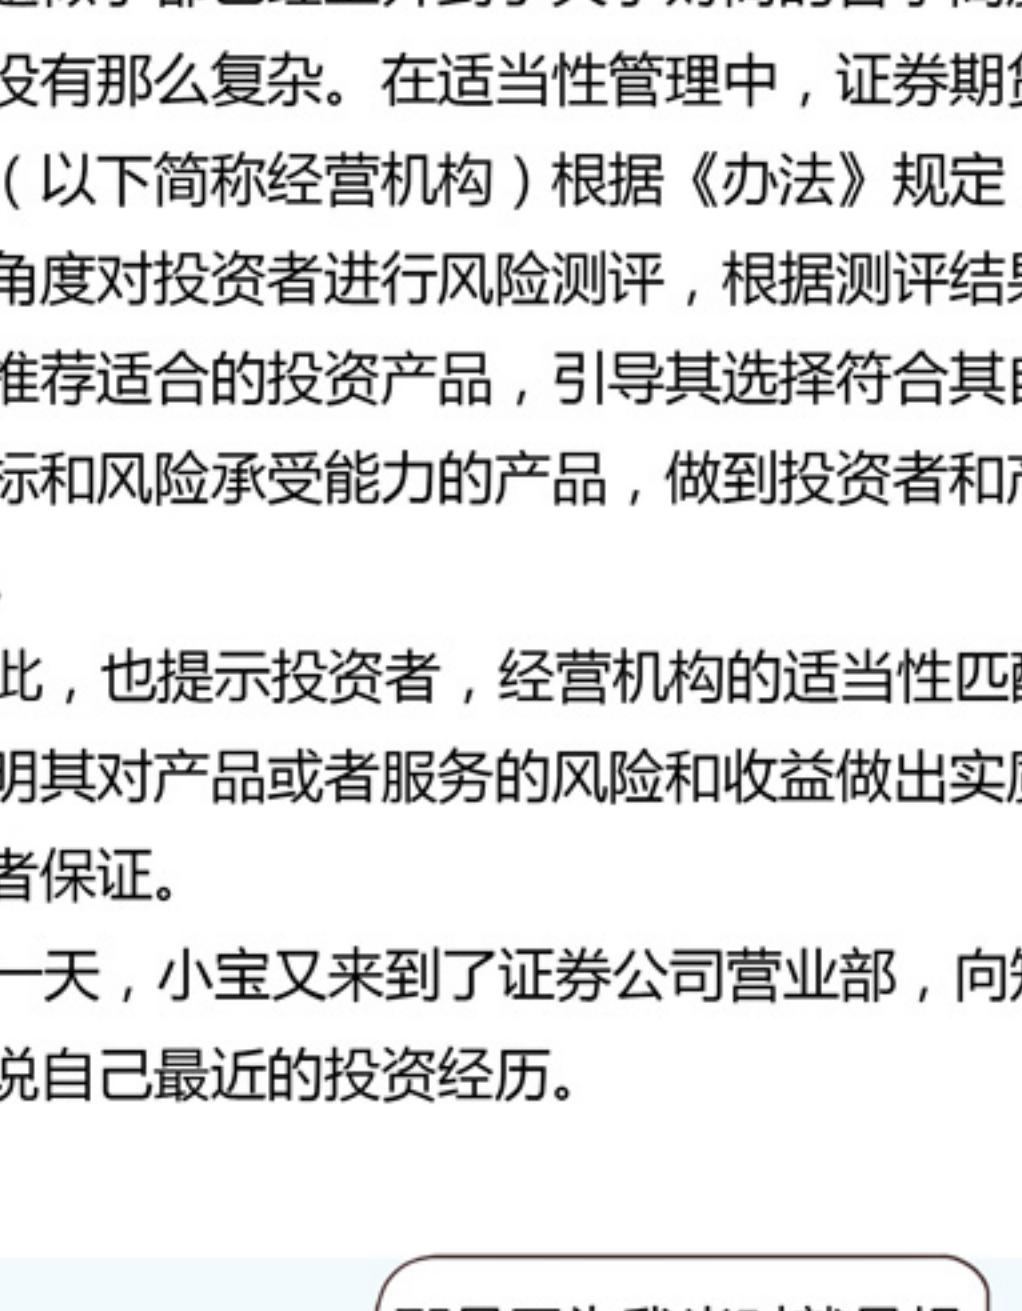 没有那么复杂。在适当性管理中，证券期
（以下简称经营机构）根据《办法》规定
角度对投资者进行风险测评，根据测评结果
推荐适合的投资产品，引导其选择符合其自
标和风险承受能力的产品，做到投资者和产
此，也提示投资者，经营机构的适当性匹配
明其对产品或者服务的风险和收益做出实质
者保证。
一天，小宝又来到了证券公司营业部，向
说自己最近的投资经历。